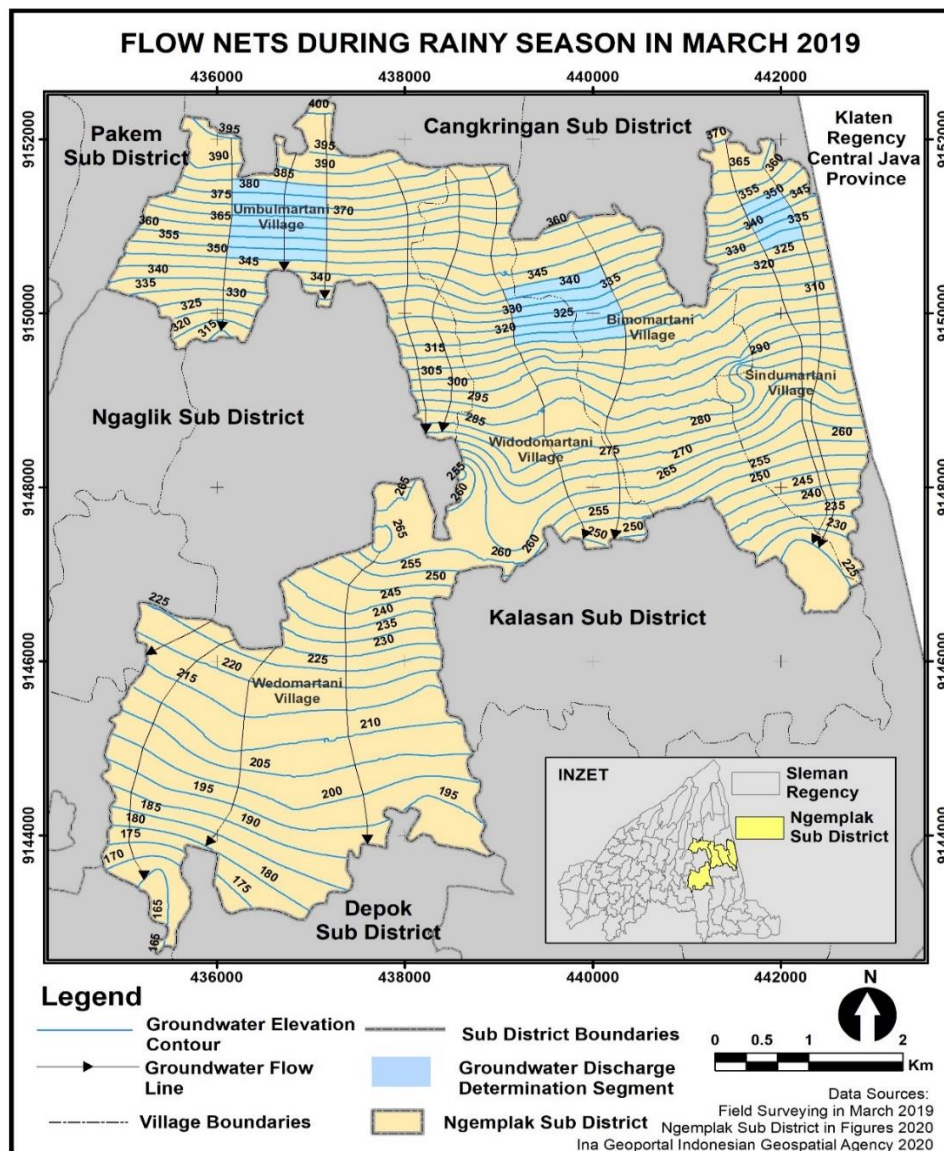 FLOW NETS DURING RAINY SEASON IN MARCH 2019
436000 438000 440000 442000
9152000 9152000
9150000 9150000
9148000 9148000
9146000 9146000
9144000 9144000
Pakem
Sub District
Cangkringan Sub District
Klaten
Regency
Central Java
Province
400
395 395
390 390
385
380
375
370
365
360
355
350
345
340
340
335
330
325
320
315
Umbulmartani
Village
370
365
360
355
350
345
340
335
330
325
320
310
360
345
340
335
330
325
320
Bimomartani
Village
315
305
300
295
285
290
Sindumartani
Village
Ngaglik Sub District
Widodomartani
Village
280
275
270
265
260
255
250
245
240
235
230
225
255
260
265
265
255
250
250
260
260
255
250
245
240
235
230
225
Kalasan Sub District
225
220
215
Wedomartani
Village
210
205
200
195
195
190
185
180
175
170
165
165
180
175
Depok
Sub District
INZET
Sleman
Regency
Ngemplak
Sub District
436000 438000 440000 442000
Legend
Groundwater Elevation
Contour
Groundwater Flow
Line
Village Boundaries
Sub District Boundaries
Groundwater Discharge
Determination Segment
Ngemplak Sub District
N
0 0.5 1 2
Km
Data Sources:
Field Surveying in March 2019
Ngemplak Sub District in Figures 2020
Ina Geoportal Indonesian Geospatial Agency 2020